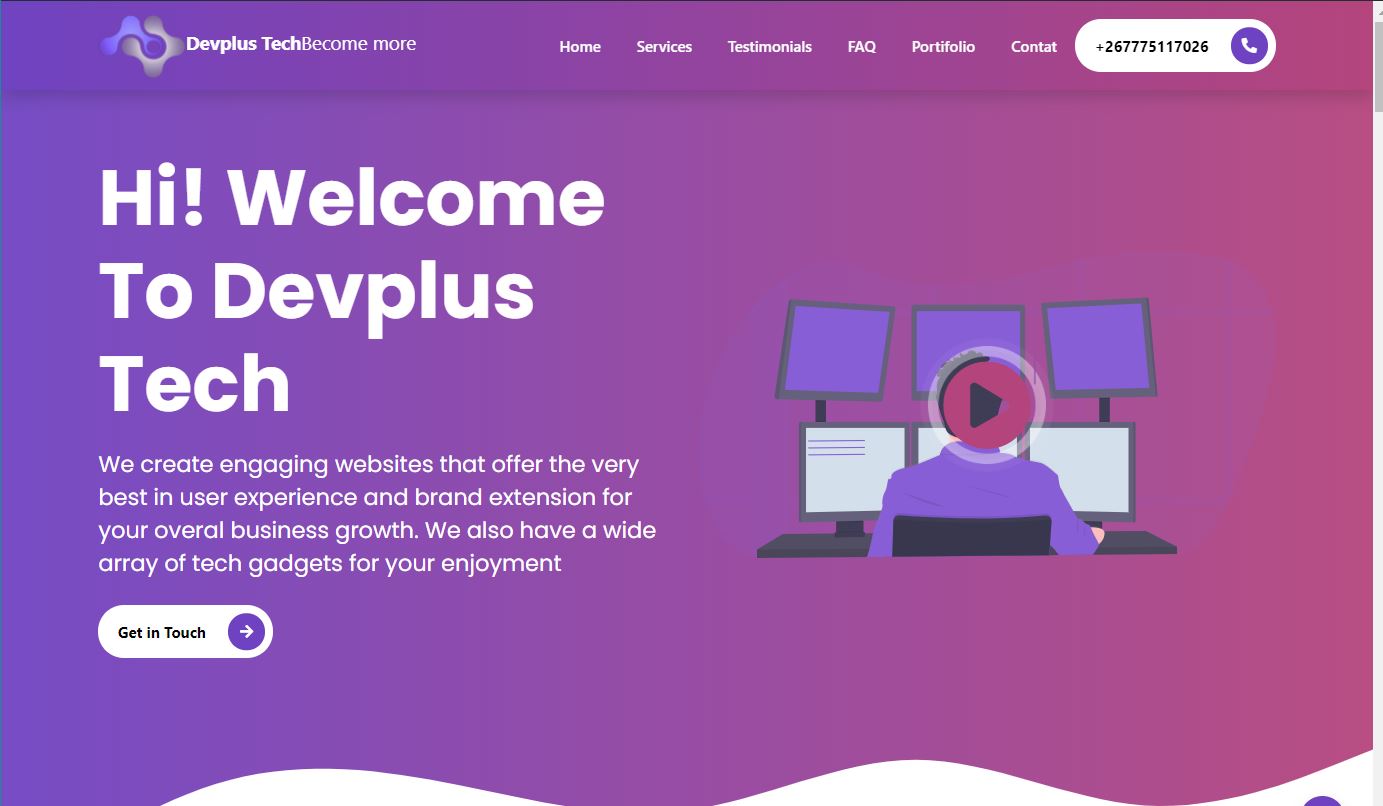 Devplus TechBecome more
Home Services Testimonials FAQ Portifolio Contat +267775117026
Hi! Welcome
To Devplus
Tech
We create engaging websites that offer the very
best in user experience and brand extension for
your overal business growth. We also have a wide
array of tech gadgets for your enjoyment
Get in Touch